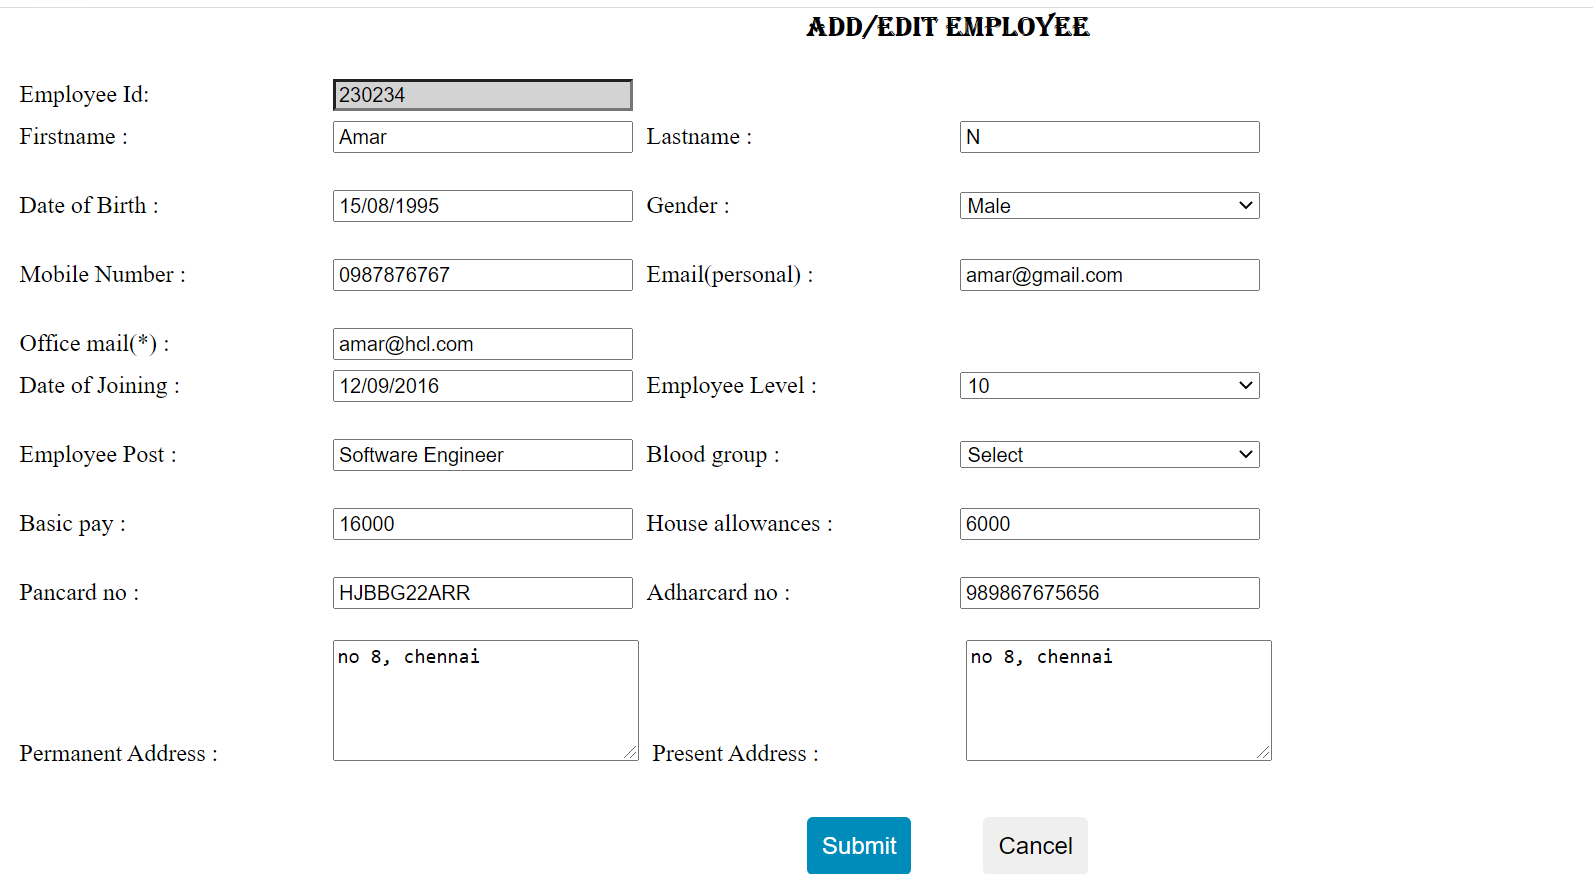 ADD/EDIT EMPLOYEE
Employee Id: 230234
Firstname : Amar Lastname : N
Date of Birth : 15/08/1995 Gender : Male
Mobile Number : 0987876767 Email(personal) : amar@gmail.com
Office mail(*) : amar@hcl.com
Date of Joining : 12/09/2016 Employee Level : 10
Employee Post : Software Engineer Blood group : Select
Basic pay : 16000 House allowances : 6000
Pancard no : HJBBG22ARR Adharcard no : 989867675656
Permanent Address : no 8, chennai Present Address : no 8, chennai
Submit Cancel